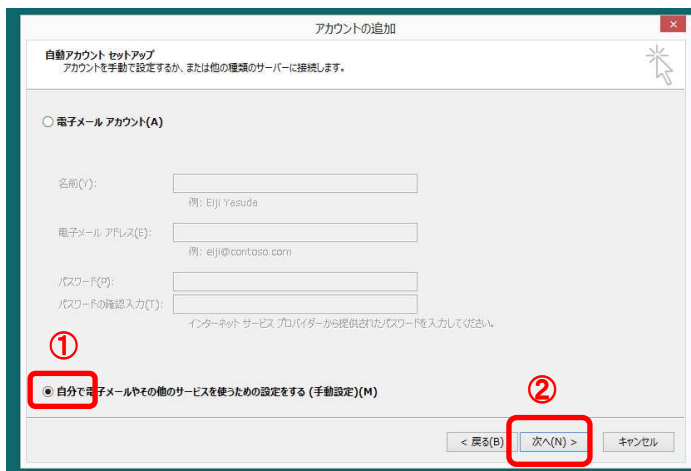 アカウントの追加
×
自動アカウント セットアップ
アカウントを手動で設定するか、または他の種類のサーバーに接続します。
電子メール アカウント(A)
名前(Y):
例: Eiji Yasuda
電子メール アドレス(E):
例: eiji@contoso.com
パスワード(P):
パスワードの確認入力(T):
インターネット サービス プロバイダーから提供されたパスワードを入力してください。
①
自分で電子メールやその他のサービスを使うための設定をする (手動設定)(M)
②
< 戻る(B) 次へ(N) > キャンセル